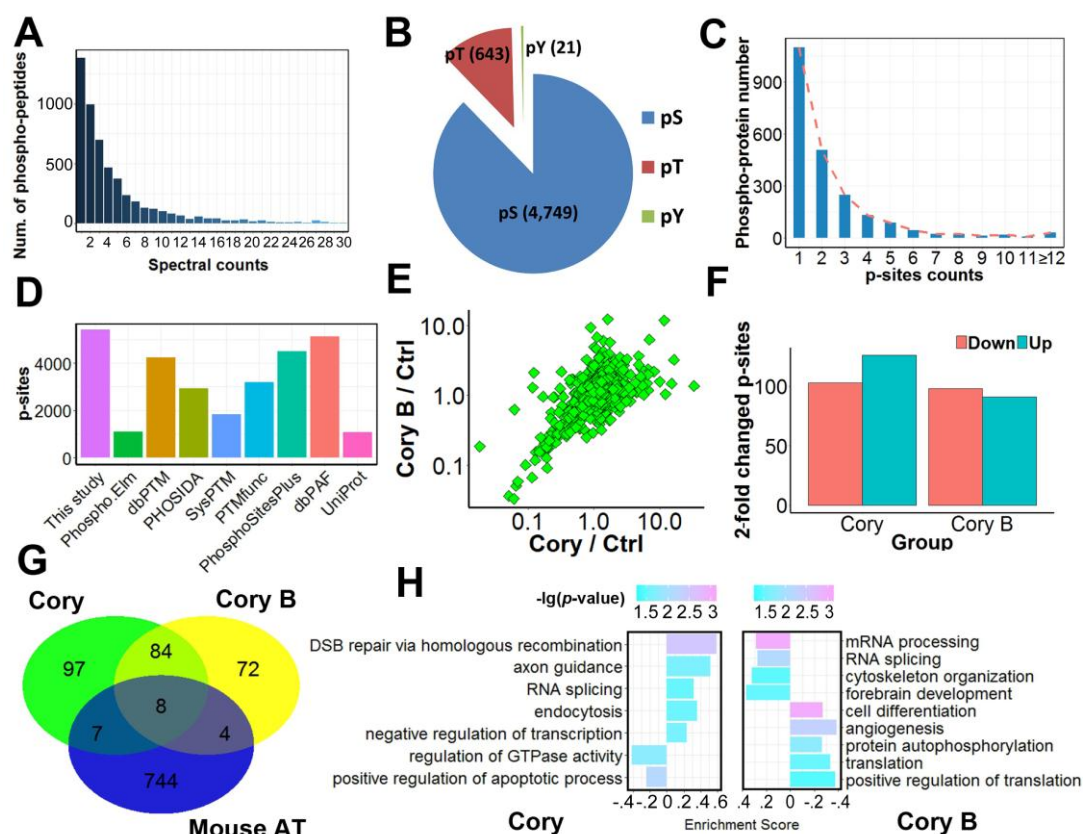 A
Num. of phospho-peptides
1000
500
0
2 4 6 8 10 12 14 16 18 20 22 24 26 28 30
Spectral counts
B
pT (643)
pY (21)
pS (4,749)
pS
pT
pY
C
Phospho-protein number
900
600
300
0
1 2 3 4 5 6 7 8 9 10 11 ≥12
p-sites counts
D
p-sites
4000
2000
0
This study
Phospho.Elm
dbPTM
PHOSIDA
SysPTM
PTMfunc
PhosphoSitesPlus
dbPAF
UniProt
E
Cory B / Ctrl
10.0
1.0
0.1
0.1 1.0 10.0
Cory / Ctrl
F
2-fold changed p-sites
Down Up
100
50
0
Cory Cory B
Group
G
Cory
Cory B
97
84
72
8
7
4
744
Mouse AT
H
-lg(p-value)
1.5 2 2.5 3
1.5 2 2.5 3
DSB repair via homologous recombination
axon guidance
RNA splicing
endocytosis
negative regulation of transcription
regulation of GTPase activity
positive regulation of apoptotic process
-.4 -.2 0 .2 .4 .6
Cory
mRNA processing
RNA splicing
cytoskeleton organization
forebrain development
cell differentiation
angiogenesis
protein autophosphorylation
translation
positive regulation of translation
.4 .2 0 -.2 -.4
Enrichment Score
Cory B